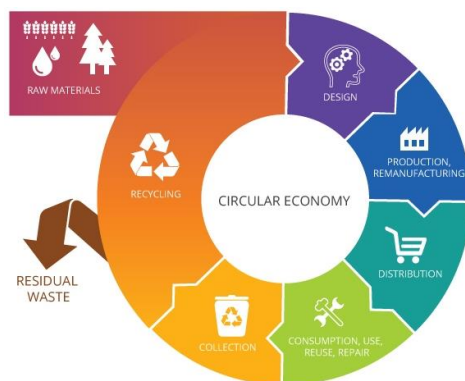 RAW MATERIALS
DESIGN
PRODUCTION,
REMANUFACTURING
RECYCLING
CIRCULAR ECONOMY
DISTRIBUTION
RESIDUAL
WASTE
COLLECTION
CONSUMPTION, USE,
REUSE, REPAIR